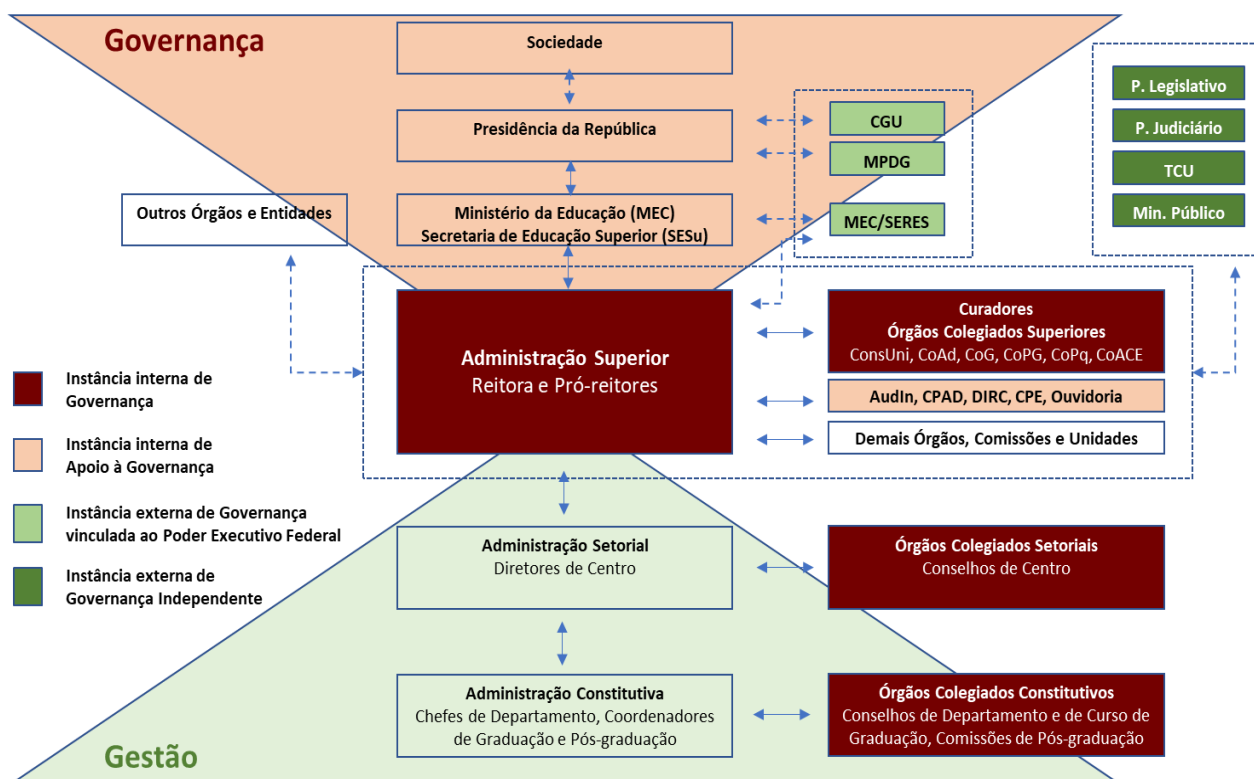 Governança
Sociedade
Presidência da República
Ministério da Educação (MEC)
Secretaria de Educação Superior (SESu)
Outros Órgãos e Entidades
CGU
MPDG
MEC/SERES
P. Legislativo
P. Judiciário
TCU
Min. Público
Administração Superior
Reitora e Pró-reitores
Curadores
Órgãos Colegiados Superiores
ConsUni, CoAd, CoG, CoPG, CoPq, CoACE
AudIn, CPAD, DIRC, CPE, Ouvidoria
Demais Órgãos, Comissões e Unidades
Instância interna de
Governança
Instância interna de
Apoio à Governança
Instância externa de Governança
vinculada ao Poder Executivo Federal
Instância externa de
Governança Independente
Administração Setorial
Diretores de Centro
Órgãos Colegiados Setoriais
Conselhos de Centro
Administração Constitutiva
Chefes de Departamento, Coordenadores
de Graduação e Pós-graduação
Órgãos Colegiados Constitutivos
Conselhos de Departamento e de Curso de
Graduação, Comissões de Pós-graduação
Gestão